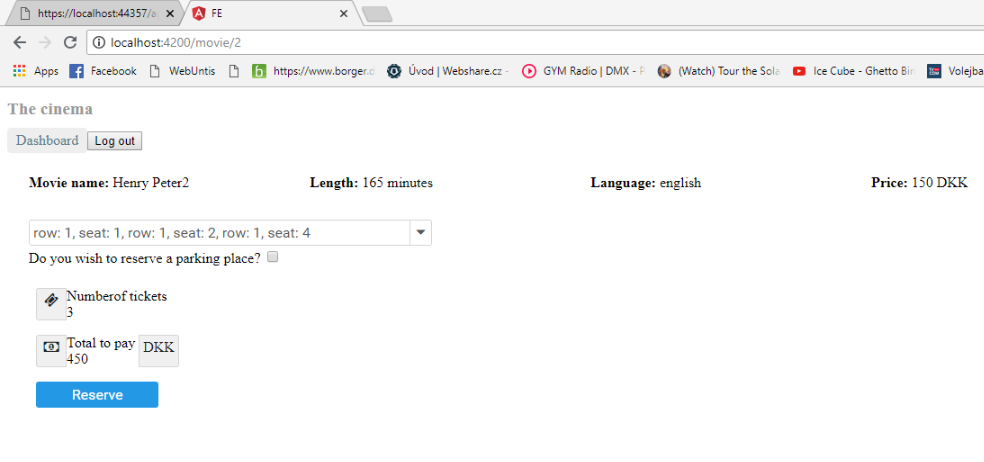 https://localhost:44357/a
FE
localhost:4200/movie/2
Apps Facebook WebUntis https://www.borger.d Úvod | Webshare.cz - GYM Radio | DMX - (Watch) Tour the Sola Ice Cube - Ghetto Bir Volejba
The cinema
Dashboard Log out
Movie name: Henry Peter2 Length: 165 minutes Language: english Price: 150 DKK
row: 1, seat: 1, row: 1, seat: 2, row: 1, seat: 4
Do you wish to reserve a parking place?
Numberof tickets
3
Total to pay DKK
450
Reserve